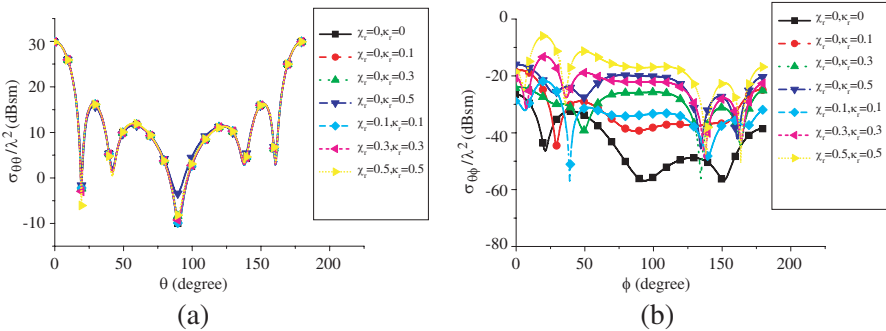 30
20
10
0
-10
0
50
100
150
200
σθθ/λ² (dBsm)
θ (degree)
χr=0,κr=0
χr=0,κr=0.1
χr=0,κr=0.3
χr=0,κr=0.5
χr=0.1,κr=0.1
χr=0.3,κr=0.3
χr=0.5,κr=0.5
(a)
0
-20
-40
-60
-80
0
50
100
150
200
σθϕ/λ² (dBsm)
ϕ (degree)
χr=0,κr=0
χr=0,κr=0.1
χr=0,κr=0.3
χr=0,κr=0.5
χr=0.1,κr=0.1
χr=0.3,κr=0.3
χr=0.5,κr=0.5
(b)